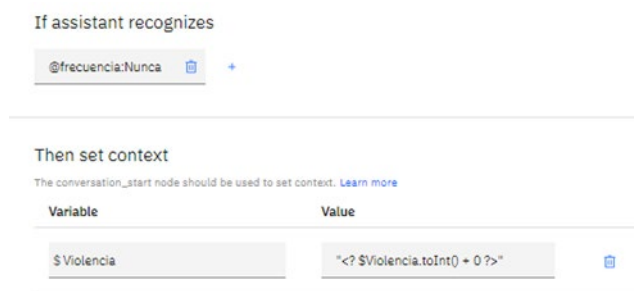 If assistant recognizes
@frecuencia:Nunca +
Then set context
The conversation_start node should be used to set context. Learn more
Variable Value
$ Violencia "<? $Violencia.toInt() + 0 ?>"